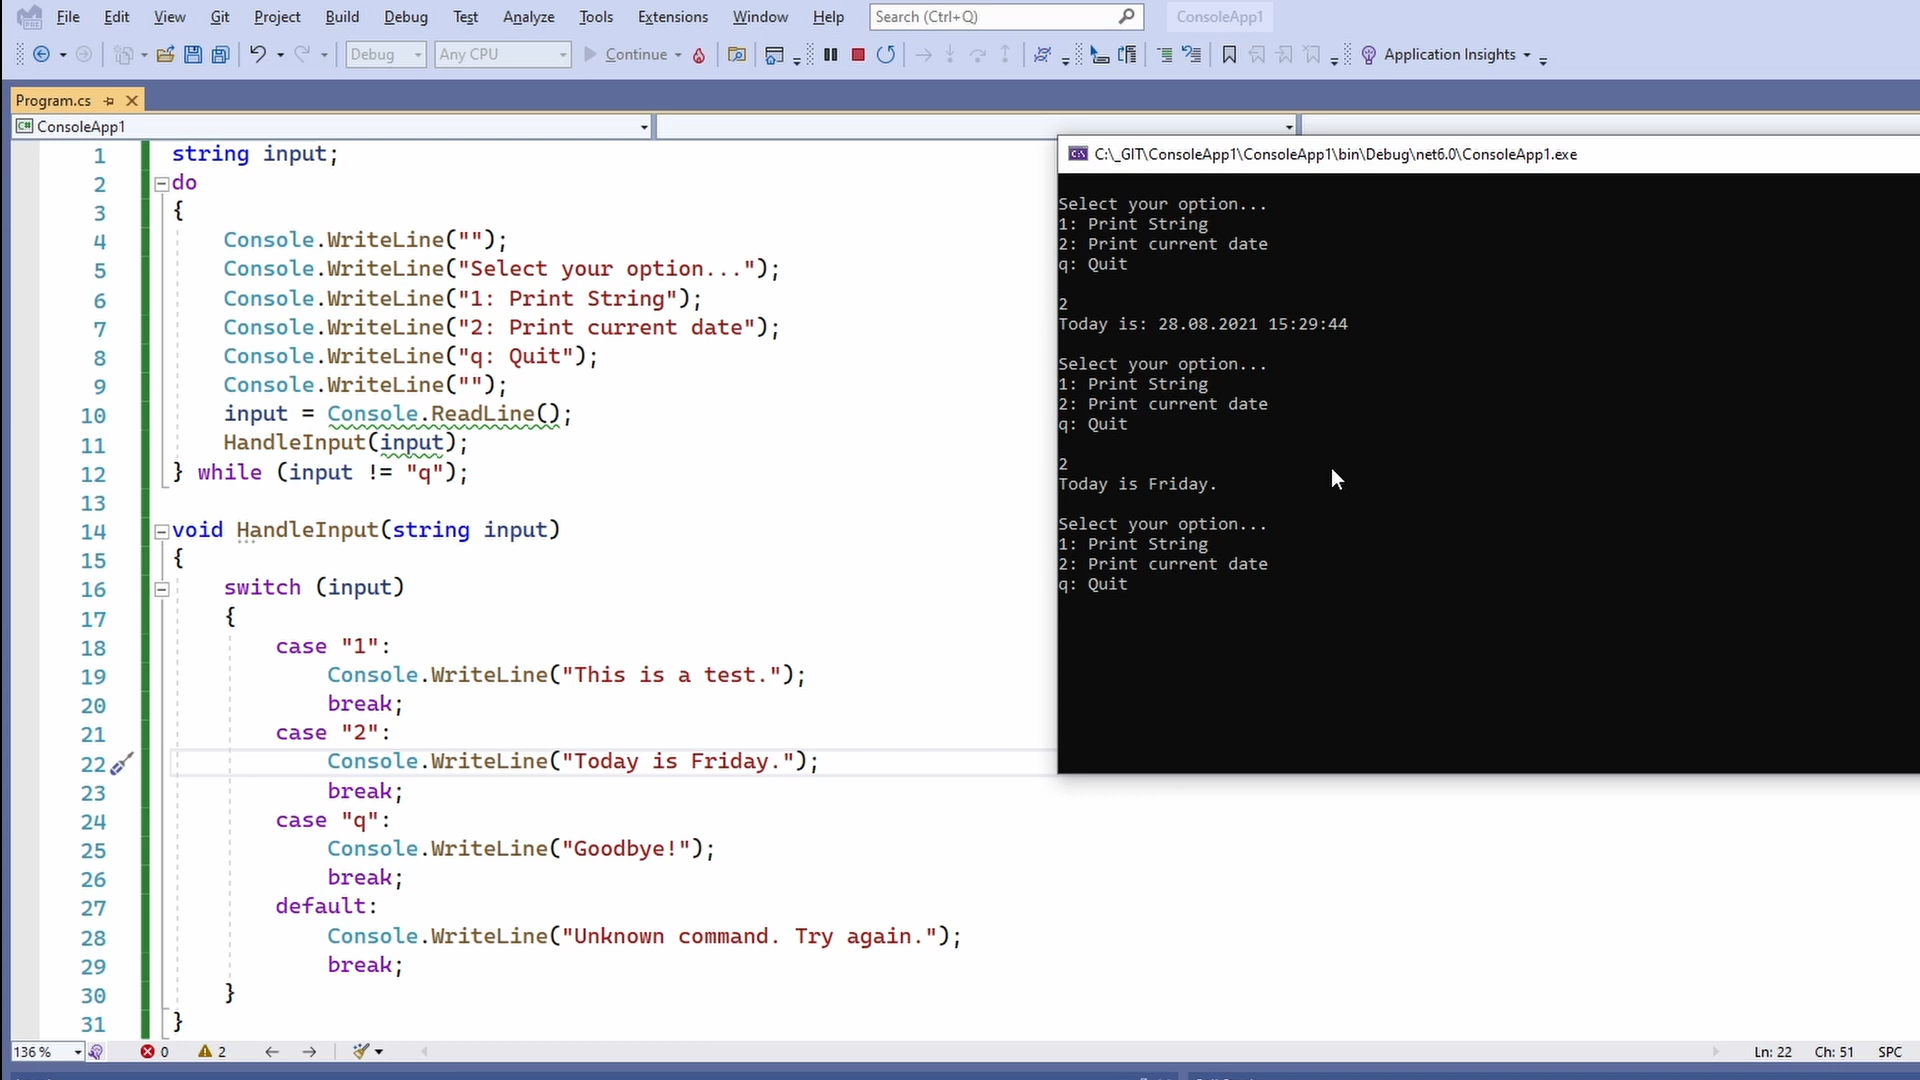 File Edit View Git Project Build Debug Test Analyze Tools Extensions Window Help Search (Ctrl+Q) ConsoleApp1
Debug Any CPU Continue Application Insights
Program.cs
C# ConsoleApp1
1 string input;
2 do
3 {
4 Console.WriteLine("");
5 Console.WriteLine("Select your option...");
6 Console.WriteLine("1: Print String");
7 Console.WriteLine("2: Print current date");
8 Console.WriteLine("q: Quit");
9 Console.WriteLine("");
10 input = Console.ReadLine();
11 HandleInput(input);
12 } while (input != "q");
13
14 void HandleInput(string input)
15 {
16 switch (input)
17 {
18 case "1":
19 Console.WriteLine("This is a test.");
20 break;
21 case "2":
22 Console.WriteLine("Today is Friday.");
23 break;
24 case "q":
25 Console.WriteLine("Goodbye!");
26 break;
27 default:
28 Console.WriteLine("Unknown command. Try again.");
29 break;
30 }
31 }
C:\_GIT\ConsoleApp1\ConsoleApp1\bin\Debug\net6.0\ConsoleApp1.exe
Select your option...
1: Print String
2: Print current date
q: Quit
2
Today is: 28.08.2021 15:29:44
Select your option...
1: Print String
2: Print current date
q: Quit
2
Today is Friday.
Select your option...
1: Print String
2: Print current date
q: Quit
136 % 0 2 Ln: 22 Ch: 51 SPC